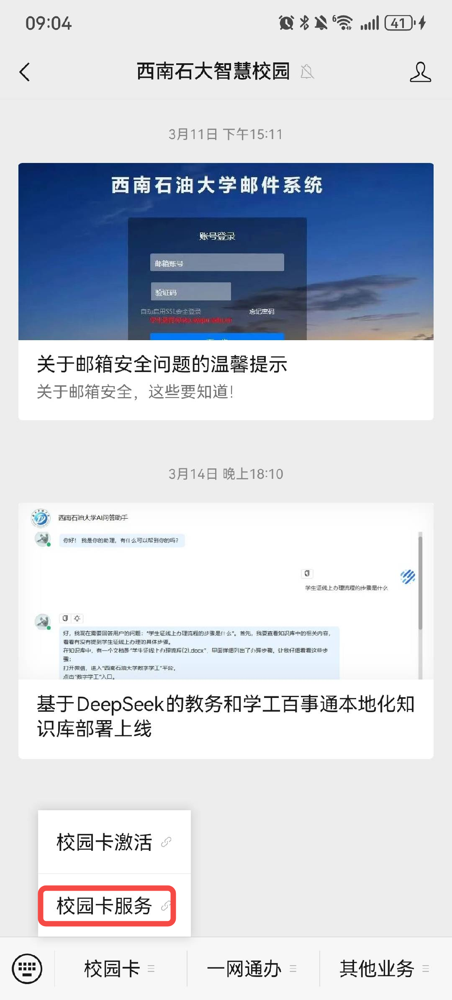 09:04
6
41
西南石大智慧校园
3月11日 下午15:11
西南石油大学邮件系统
账号登录
邮箱账号
验证码
自动启用SSL安全登录
忘记密码
关于邮箱安全问题的温馨提示
关于邮箱安全，这些要知道！
3月14日 晚上18:10
西南石油大学AI问答助手
你好！ 我是你的助理，有什么可以帮到你的吗？
学生证线上办理流程的步骤是什么
好，我现在需要回答用户的问题：“学生证线上办理流程的步骤是什么”。首先，我要查看知识库中的相关内容，
看看有没有提到学生证线上办理的具体步骤。
在知识库中，有一个文档是“学生证线上办理流程(2).docx”，里面详细列出了办理步骤。让我仔细看看这些步
骤：
打开微信，进入“西南石油大学数字学工”平台。
点击“数字学工”入口。
基于DeepSeek的教务和学工百事通本地化知
识库部署上线
校园卡激活
校园卡服务
校园卡
一网通办
其他业务